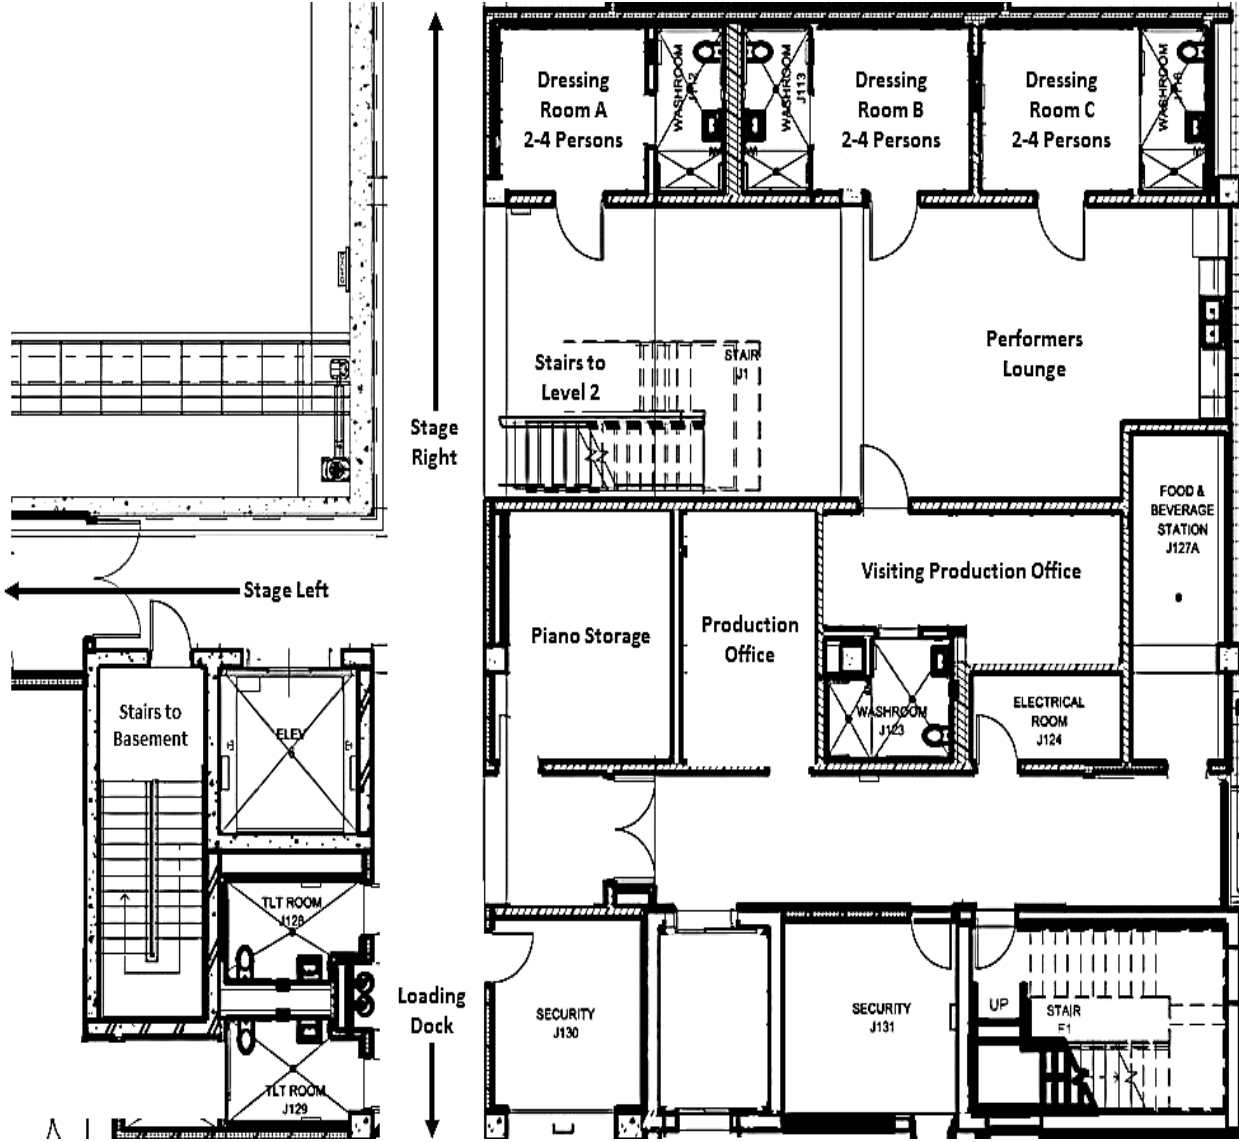 Dressing
Room A
2-4 Persons
WASHROOM
J112
WASHROOM
J113
Dressing
Room B
2-4 Persons
Dressing
Room C
2-4 Persons
WASHROOM
Stairs to
Level 2
STAIR
J1
Performers
Lounge
Stage
Right
FOOD &
BEVERAGE
STATION
J127A
Stage Left
Visiting Production Office
Piano Storage
Production
Office
Stairs to
Basement
ELEV
WASHROOM
J123
ELECTRICAL
ROOM
J124
TLT ROOM
J128
Loading
Dock
SECURITY
J130
SECURITY
J131
UP
STAIR
TLT ROOM
J129